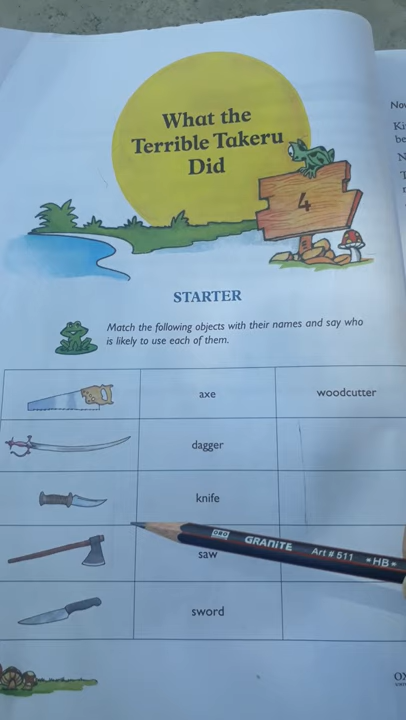 What the
Terrible Takeru
Did
4
STARTER
Match the following objects with their names and say who
is likely to use each of them.
axe
woodcutter
dagger
knife
GRANITE Art # 511 •HB•
saw
sword